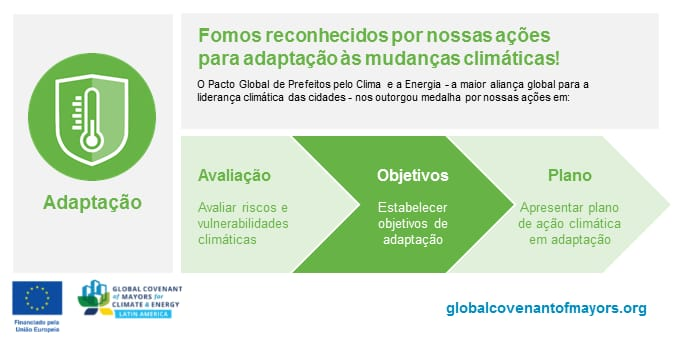 Fomos reconhecidos por nossas ações
para adaptação às mudanças climáticas!
O Pacto Global de Prefeitos pelo Clima e a Energia - a maior aliança global para a
liderança climática das cidades - nos outorgou medalha por nossas ações em:
Adaptação
Avaliação
Avaliar riscos e
vulnerabilidades
climáticas
Objetivos
Estabelecer
objetivos de
adaptação
Plano
Apresentar plano
de ação climática
em adaptação
Financiado pela
União Europeia
GLOBAL COVENANT
of MAYORS for
CLIMATE & ENERGY
LATIN AMERICA
globalcovenantofmayors.org